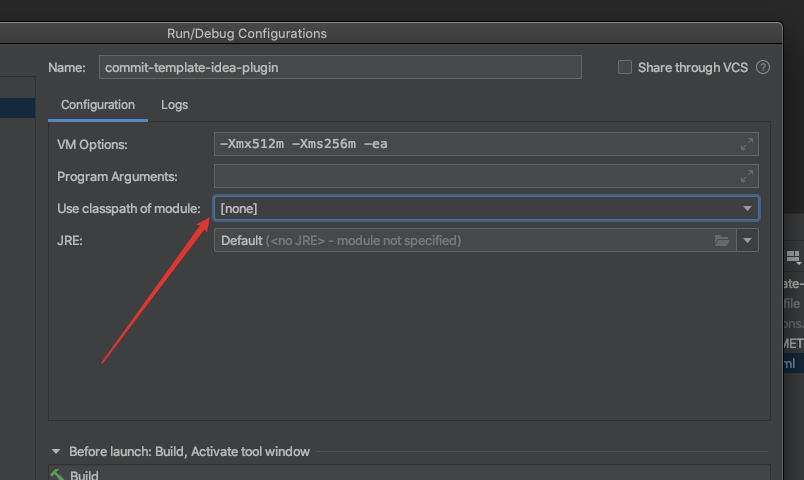 Run/Debug Configurations
Name: commit-template-idea-plugin Share through VCS ?
Configuration Logs
VM Options: -Xmx512m -Xms256m -ea
Program Arguments:
Use classpath of module: [none]
JRE: Default (<no JRE> - module not specified)
ate-
file
ons.
MET
ml
Before launch: Build, Activate tool window
Build